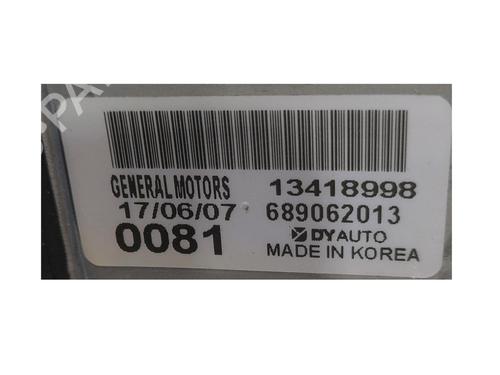 GENERAL MOTORS 13418998
17/06/07 689062013
0081 DYAUTO
MADE IN KOREA